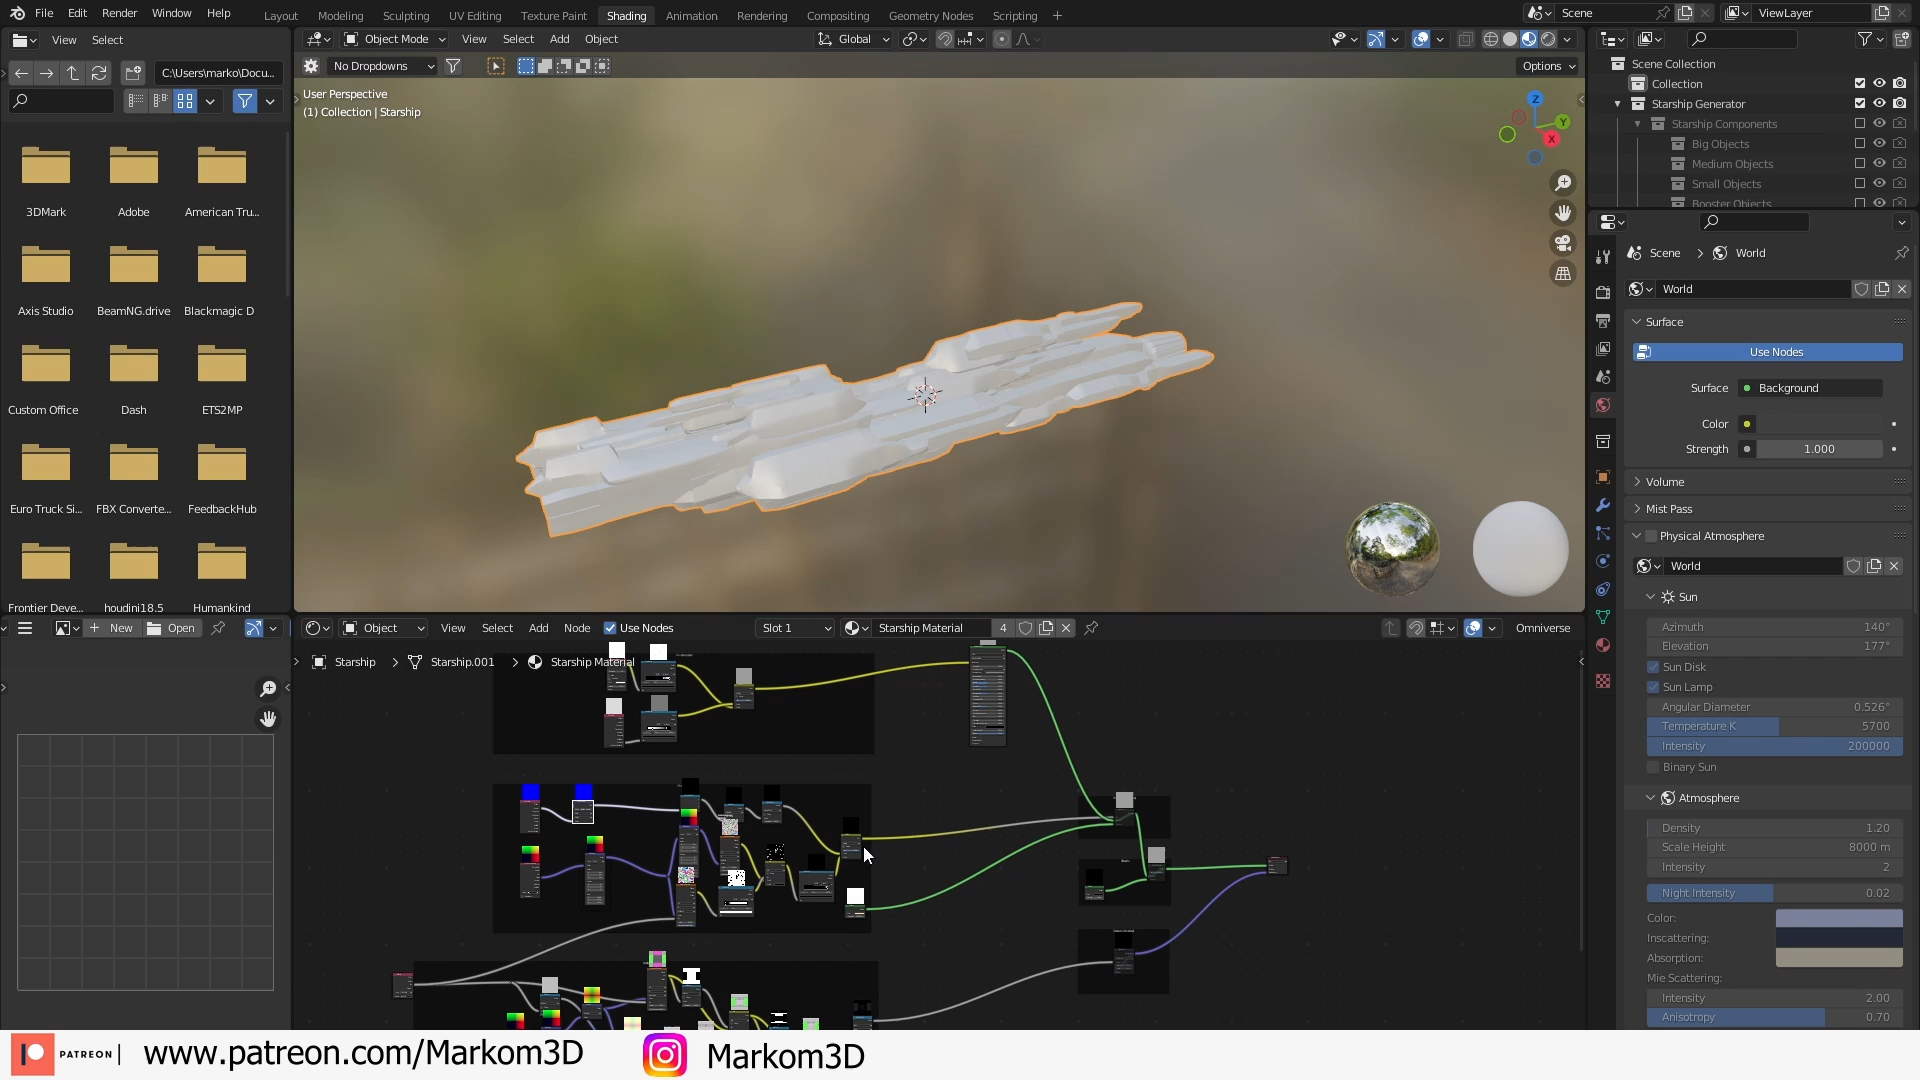 File Edit Render Window Help Layout Modeling Sculpting UV Editing Texture Paint Shading Animation Rendering Compositing Geometry Nodes Scripting + Scene ViewLayer
View Select Object Mode View Select Add Object Global
C:\Users\marko\Docu... No Dropdowns Options
User Perspective
(1) Collection | Starship
Z
Y
X
3DMark Adobe American Tru...
Axis Studio BeamNG.drive Blackmagic D
Custom Office Dash ETS2MP
Euro Truck Si... FBX Converte... FeedbackHub
Frontier Deve... houdini18.5 Humankind
Scene Collection
Collection
Starship Generator
Starship Components
Big Objects
Medium Objects
Small Objects
Booster Objects
Scene > World
World
Surface
Use Nodes
Surface Background
Color
Strength 1.000
Volume
Mist Pass
Physical Atmosphere
World
Sun
Azimuth 140°
Elevation 177°
Sun Disk
Sun Lamp
Angular Diameter 0.526°
Temperature K 5700
Intensity 200000
Binary Sun
Atmosphere
Density 1.20
Scale Height 8000 m
Intensity 2
Night Intensity 0.02
Color:
Inscattering:
Absorption:
Mie Scattering:
Intensity 2.00
Anisotropy 0.70
+ New Open
Object View Select Add Node Use Nodes Slot 1 Starship Material 4 Omniverse
Starship > Starship.001 > Starship Material
PATREON | www.patreon.com/Markom3D Markom3D